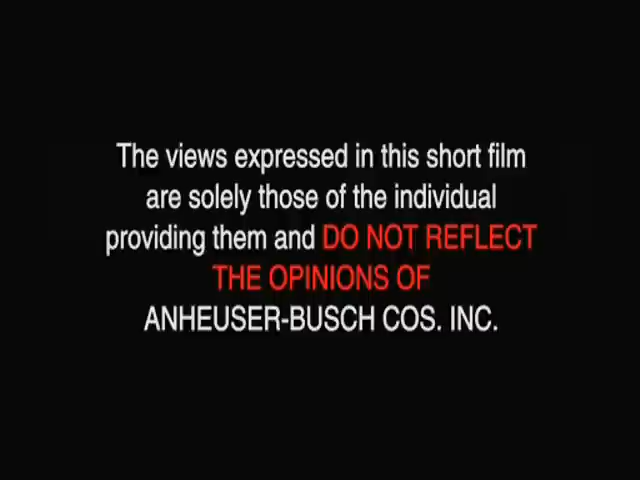 The views expressed in this short film
are solely those of the individual
providing them and DO NOT REFLECT
THE OPINIONS OF
ANHEUSER-BUSCH COS. INC.